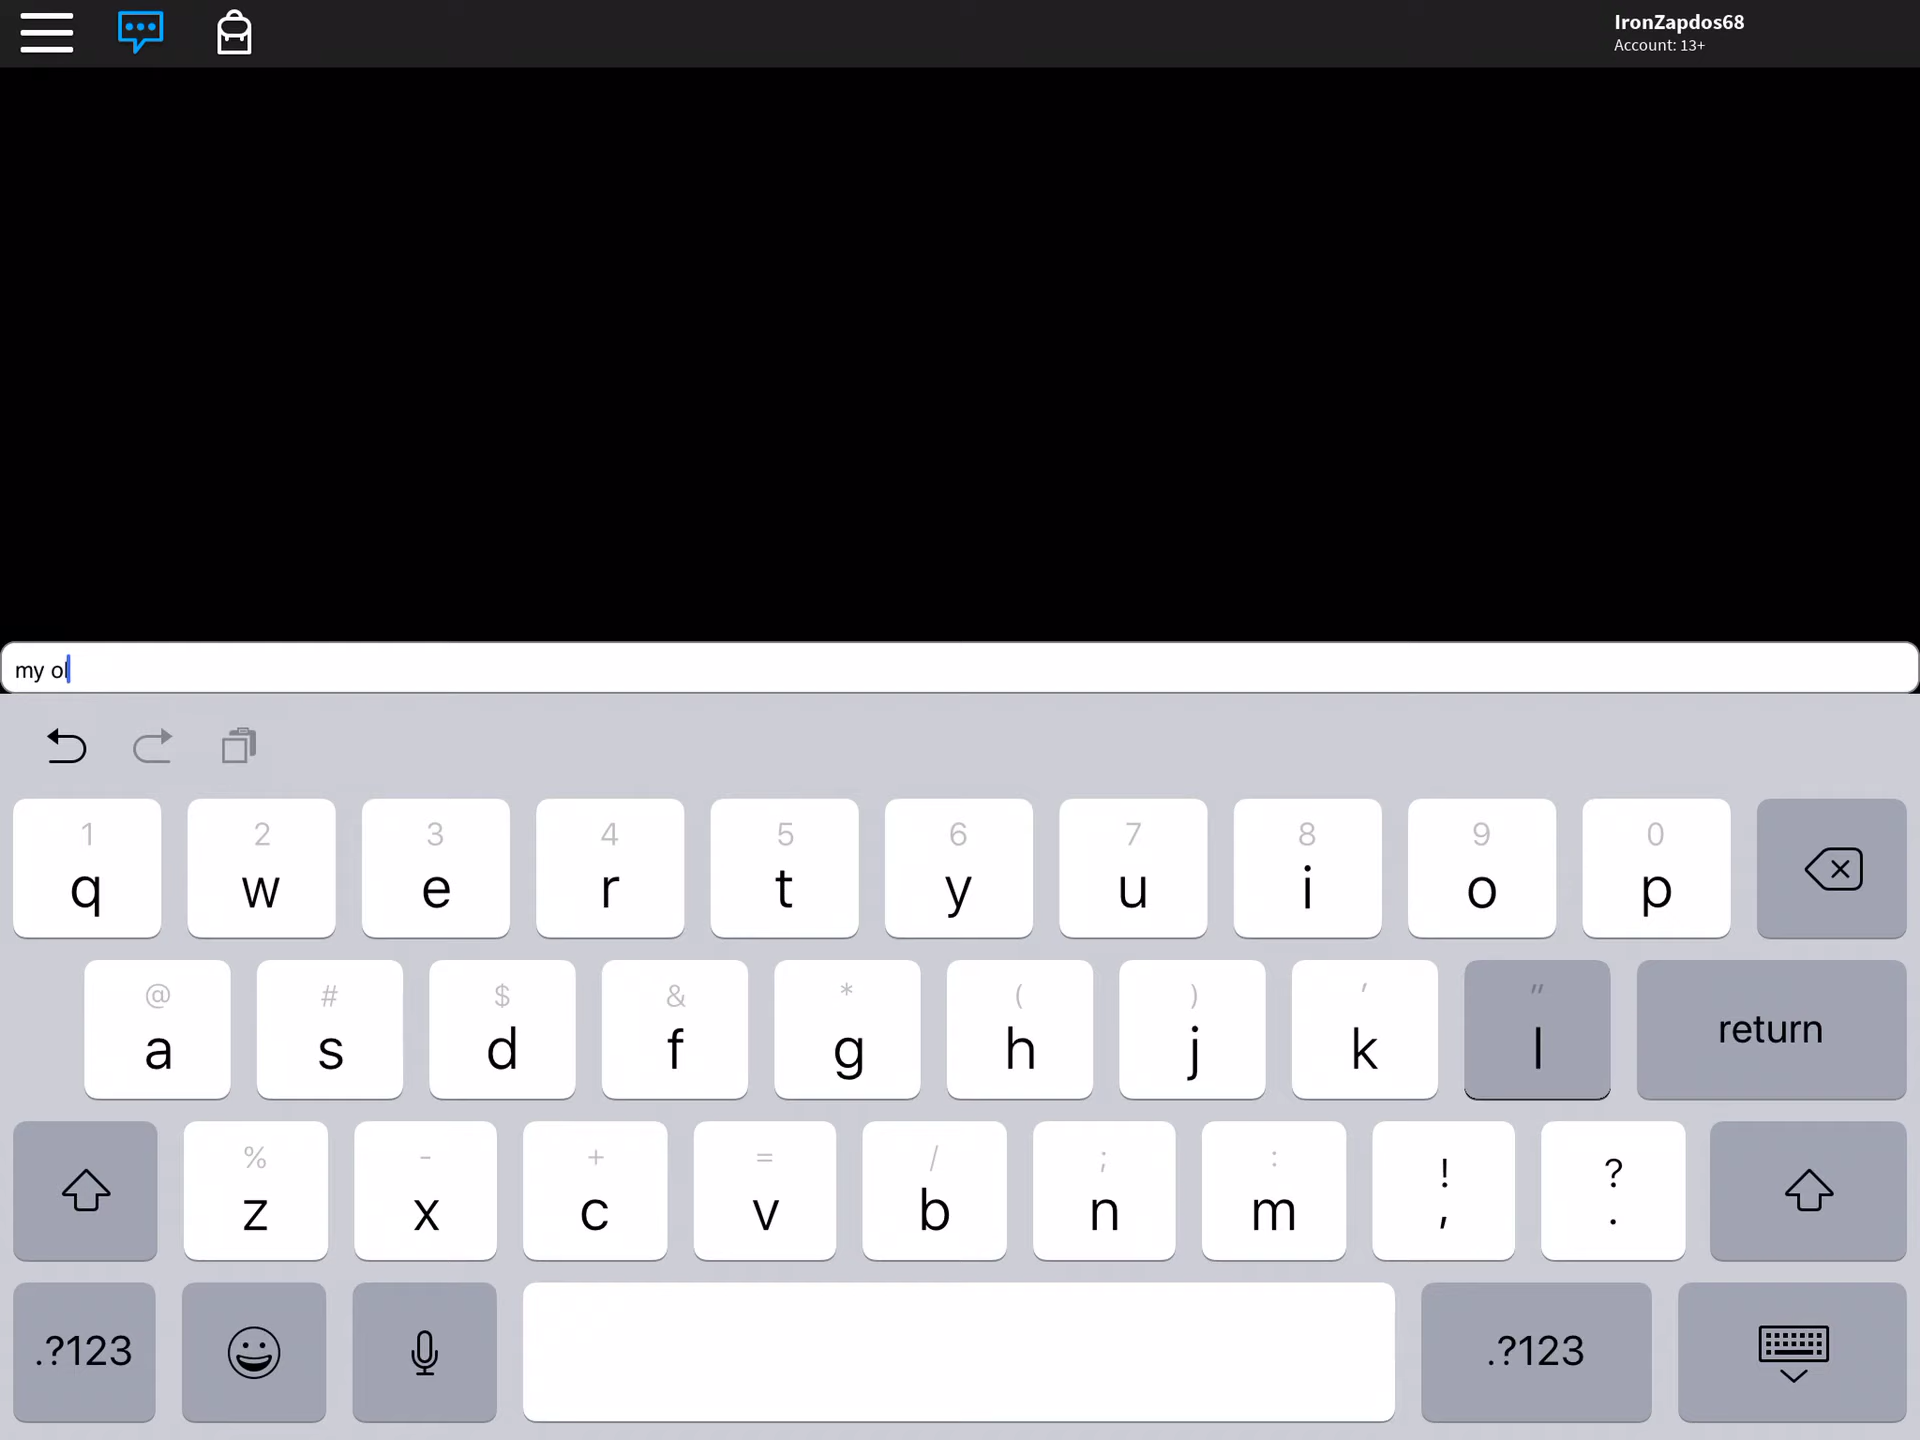 IronZapdos68
Account: 13+
my ol
1 2 3 4 5 6 7 8 9 0
q w e r t y u i o p
@ # $ & * ( ) ' "
a s d f g h j k l return
% - + = / ; : ! ?
z x c v b n m , .
.?123 .?123